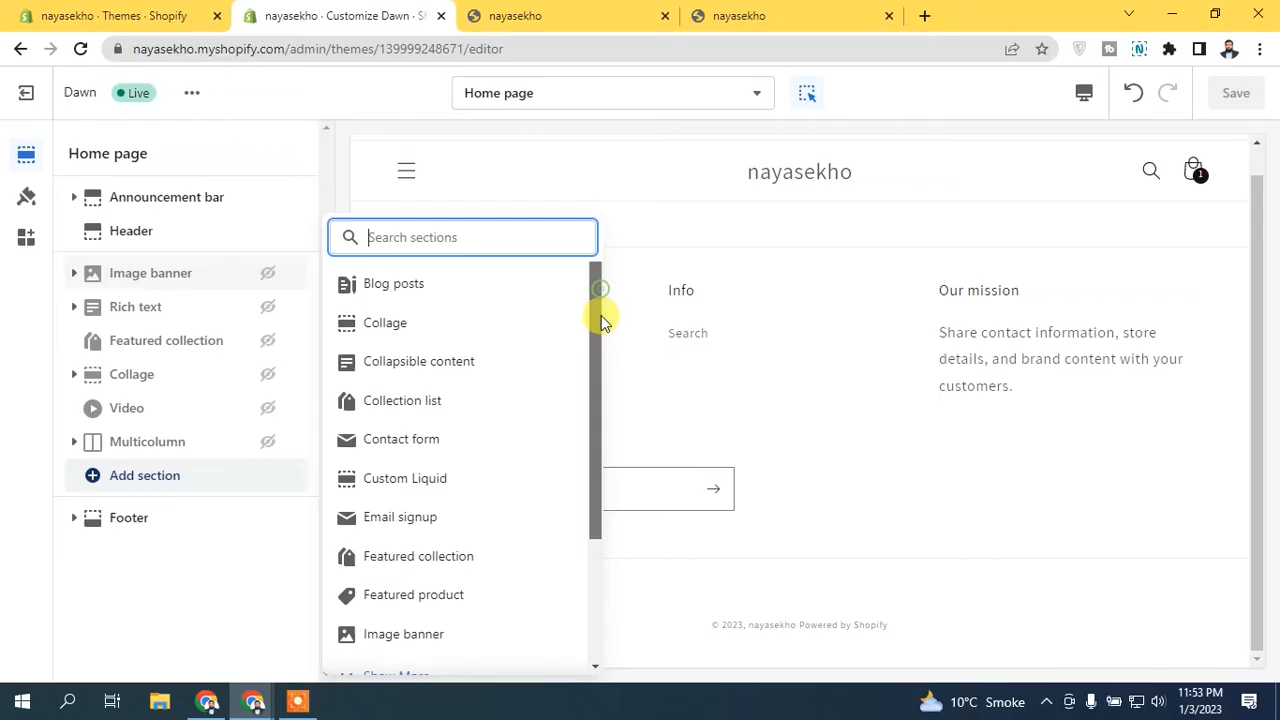 nayasekho - Themes - Shopify
nayasekho - Customize Dawn - S
nayasekho
nayasekho
nayasekho.myshopify.com/admin/themes/139999248671/editor
Dawn
Live
Home page
Save
Home page
Announcement bar
Header
Image banner
Rich text
Featured collection
Collage
Video
Multicolumn
Add section
Footer
Search sections
Blog posts
Collage
Collapsible content
Collection list
Contact form
Custom Liquid
Email signup
Featured collection
Featured product
Image banner
Show More
nayasekho
1
Info
Search
Our mission
Share contact information, store
details, and brand content with your
customers.
© 2023, nayasekho Powered by Shopify
10°C Smoke
11:53 PM
1/3/2023